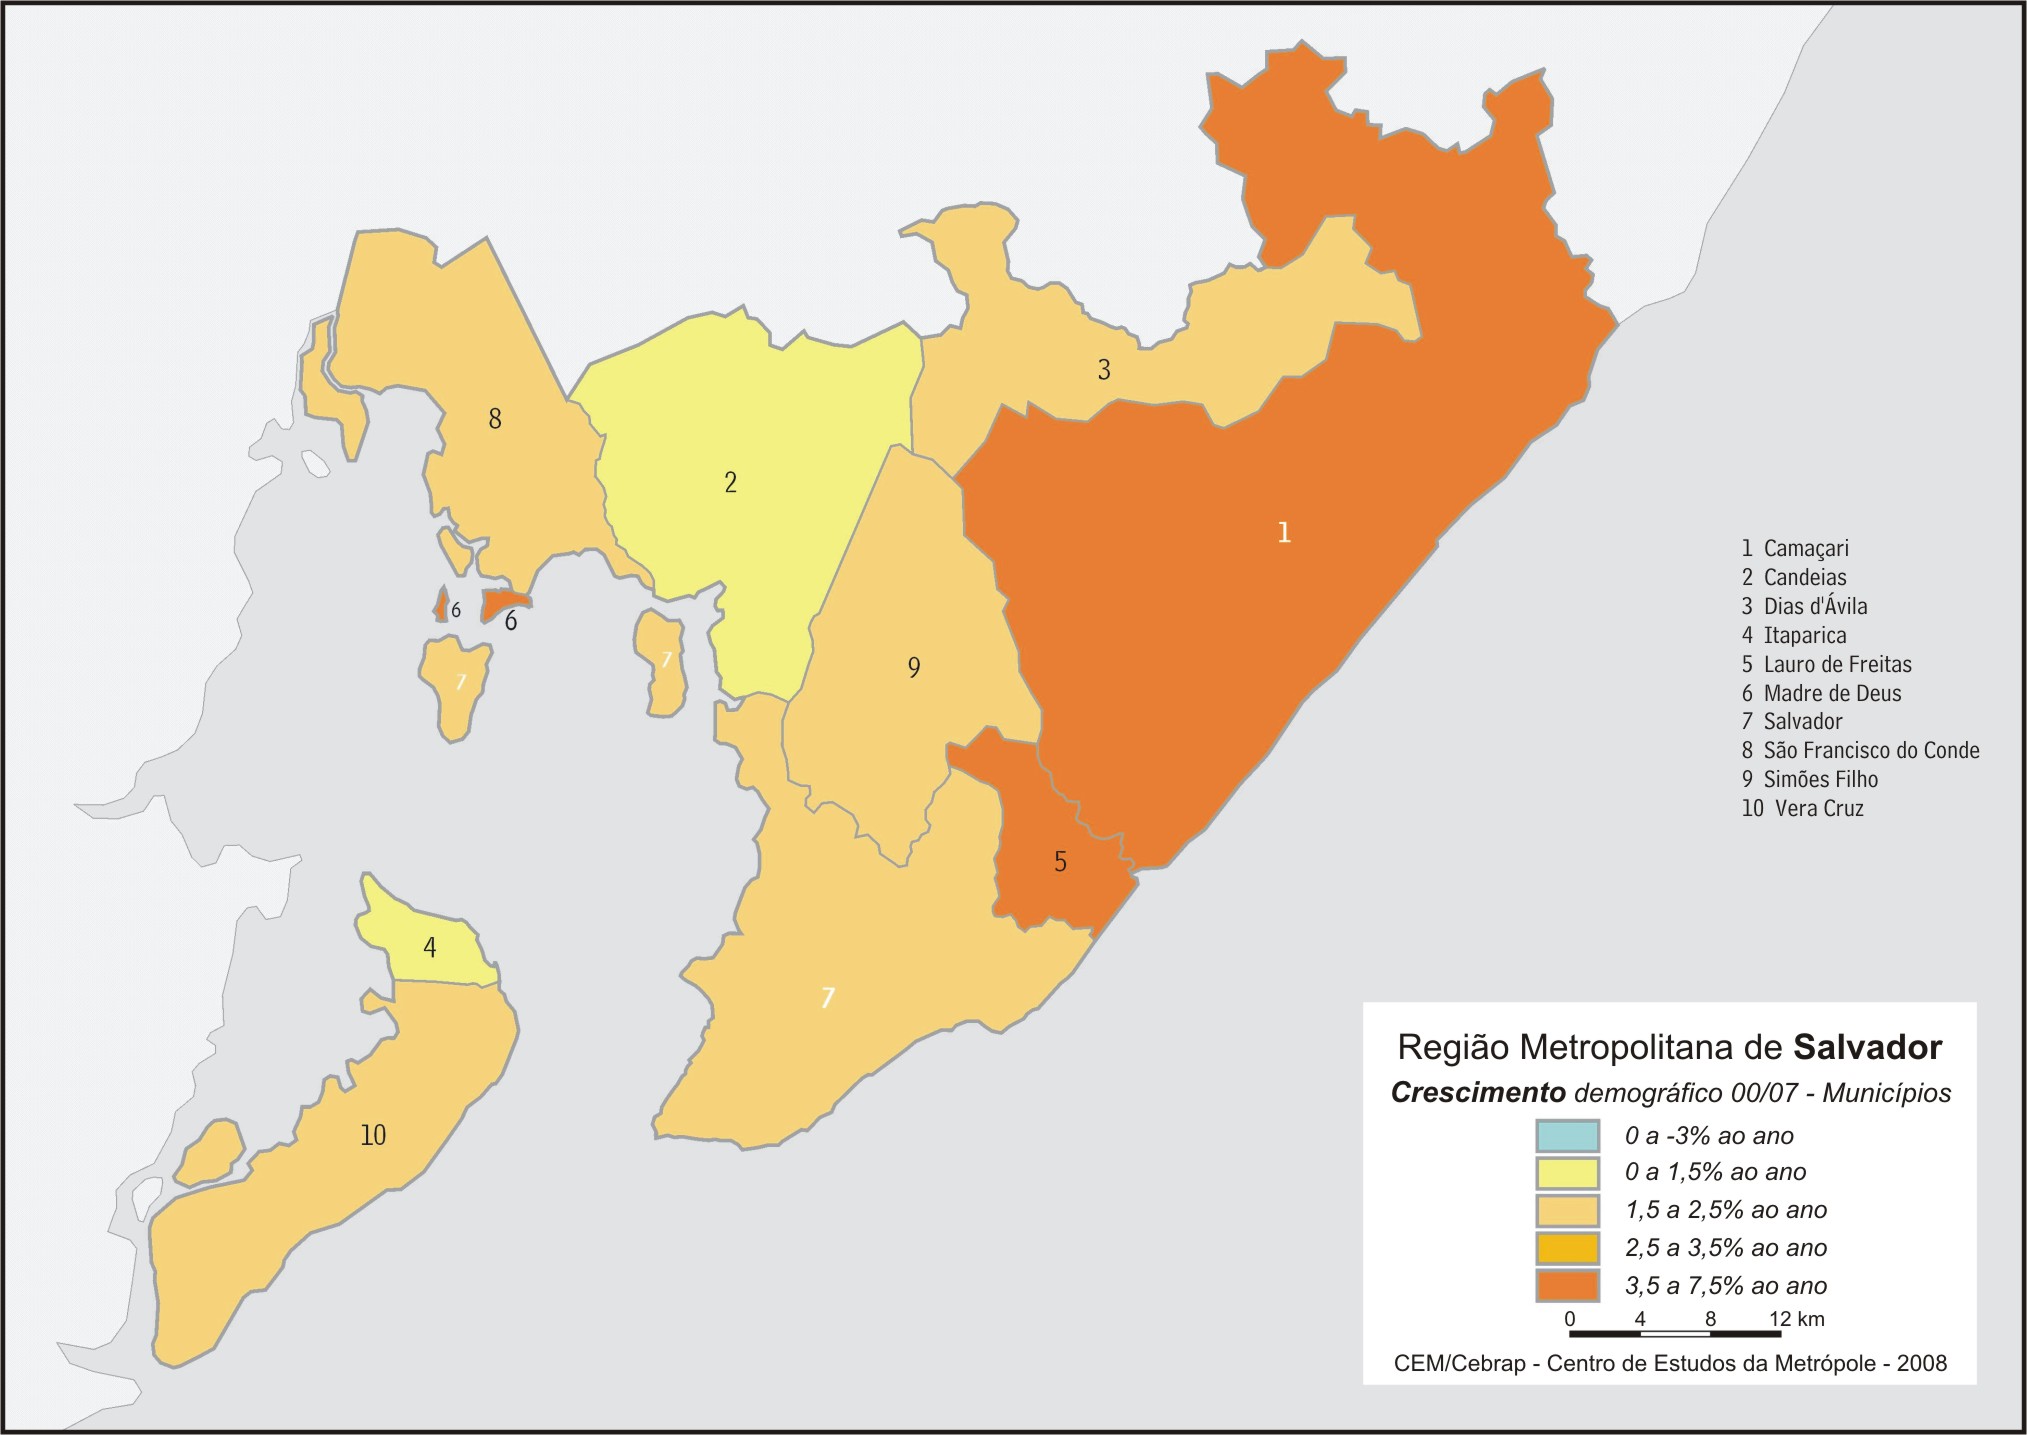 3
8
2
1
6
6
7
7
9
5
4
7
10
1 Camaçari
2 Candeias
3 Dias d'Ávila
4 Itaparica
5 Lauro de Freitas
6 Madre de Deus
7 Salvador
8 São Francisco do Conde
9 Simões Filho
10 Vera Cruz
Região Metropolitana de Salvador
Crescimento demográfico 00/07 - Municípios
0 a -3% ao ano
0 a 1,5% ao ano
1,5 a 2,5% ao ano
2,5 a 3,5% ao ano
3,5 a 7,5% ao ano
0 4 8 12 km
CEM/Cebrap - Centro de Estudos da Metrópole - 2008